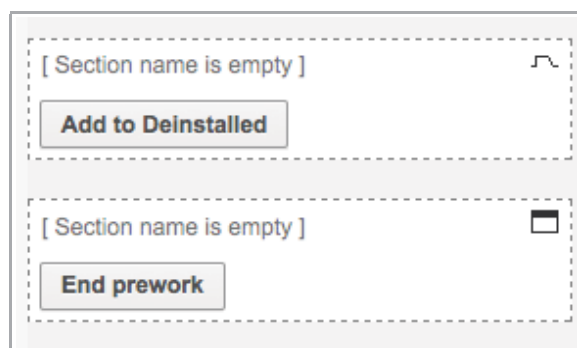 [ Section name is empty ]
Add to Deinstalled
[ Section name is empty ]
End prework